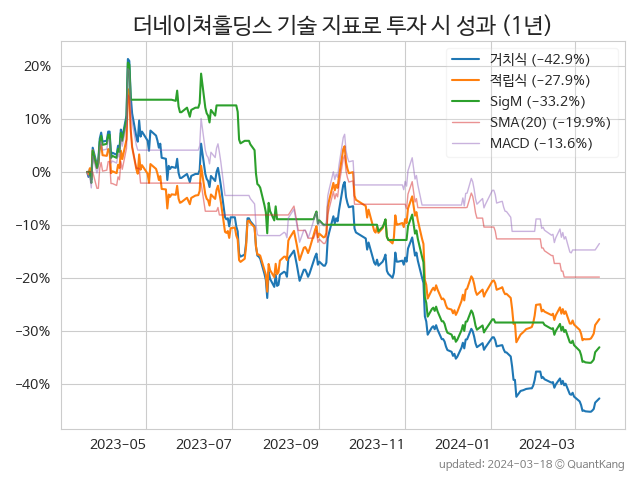 더네이쳐홀딩스 기술 지표로 투자 시 성과 (1년)
거치식 (−42.9%)
적립식 (−27.9%)
SigM (−33.2%)
SMA(20) (−19.9%)
MACD (−13.6%)
20%
10%
0%
−10%
−20%
−30%
−40%
2023−05 2023−07 2023−09 2023−11 2024−01 2024−03
updated: 2024-03-18 © QuantKang